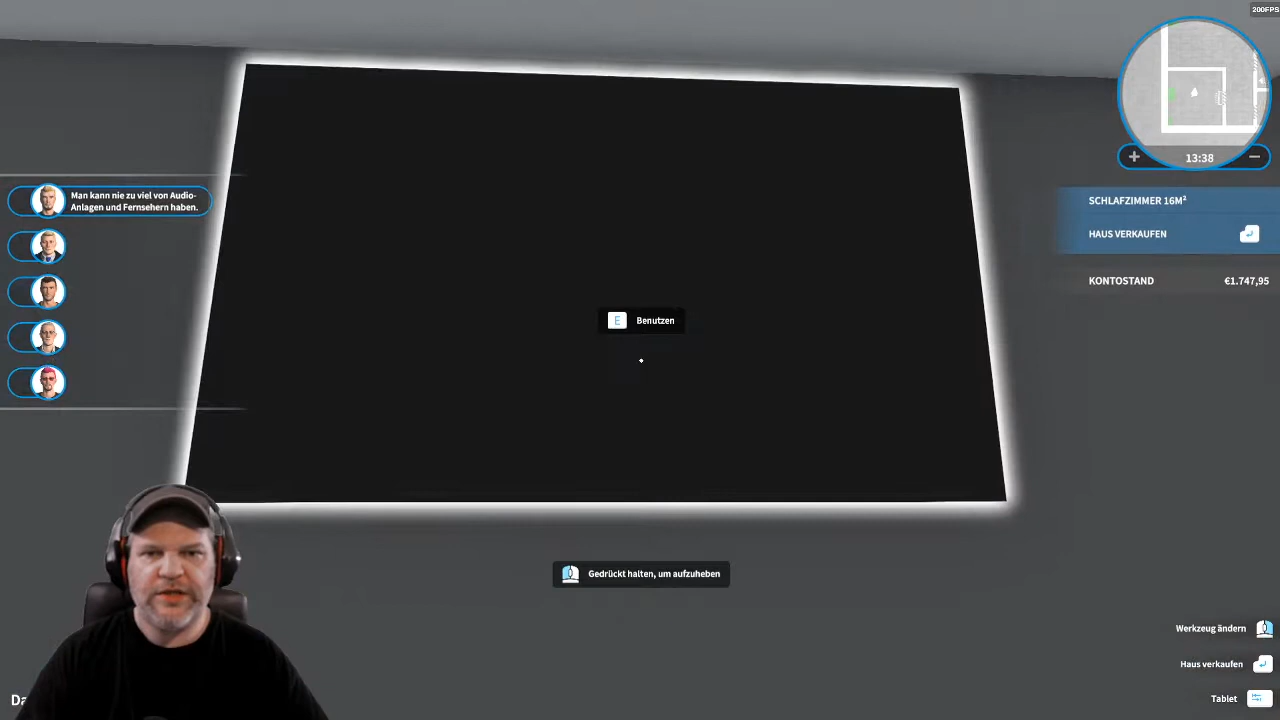 200FPS
13:38
Man kann nie zu viel von Audio-
Anlagen und Fernsehern haben.
SCHLAFZIMMER 16M²
HAUS VERKAUFEN
KONTOSTAND €1.747,95
E Benutzen
Gedrückt halten, um aufzuheben
Werkzeug ändern
Haus verkaufen
Tablet